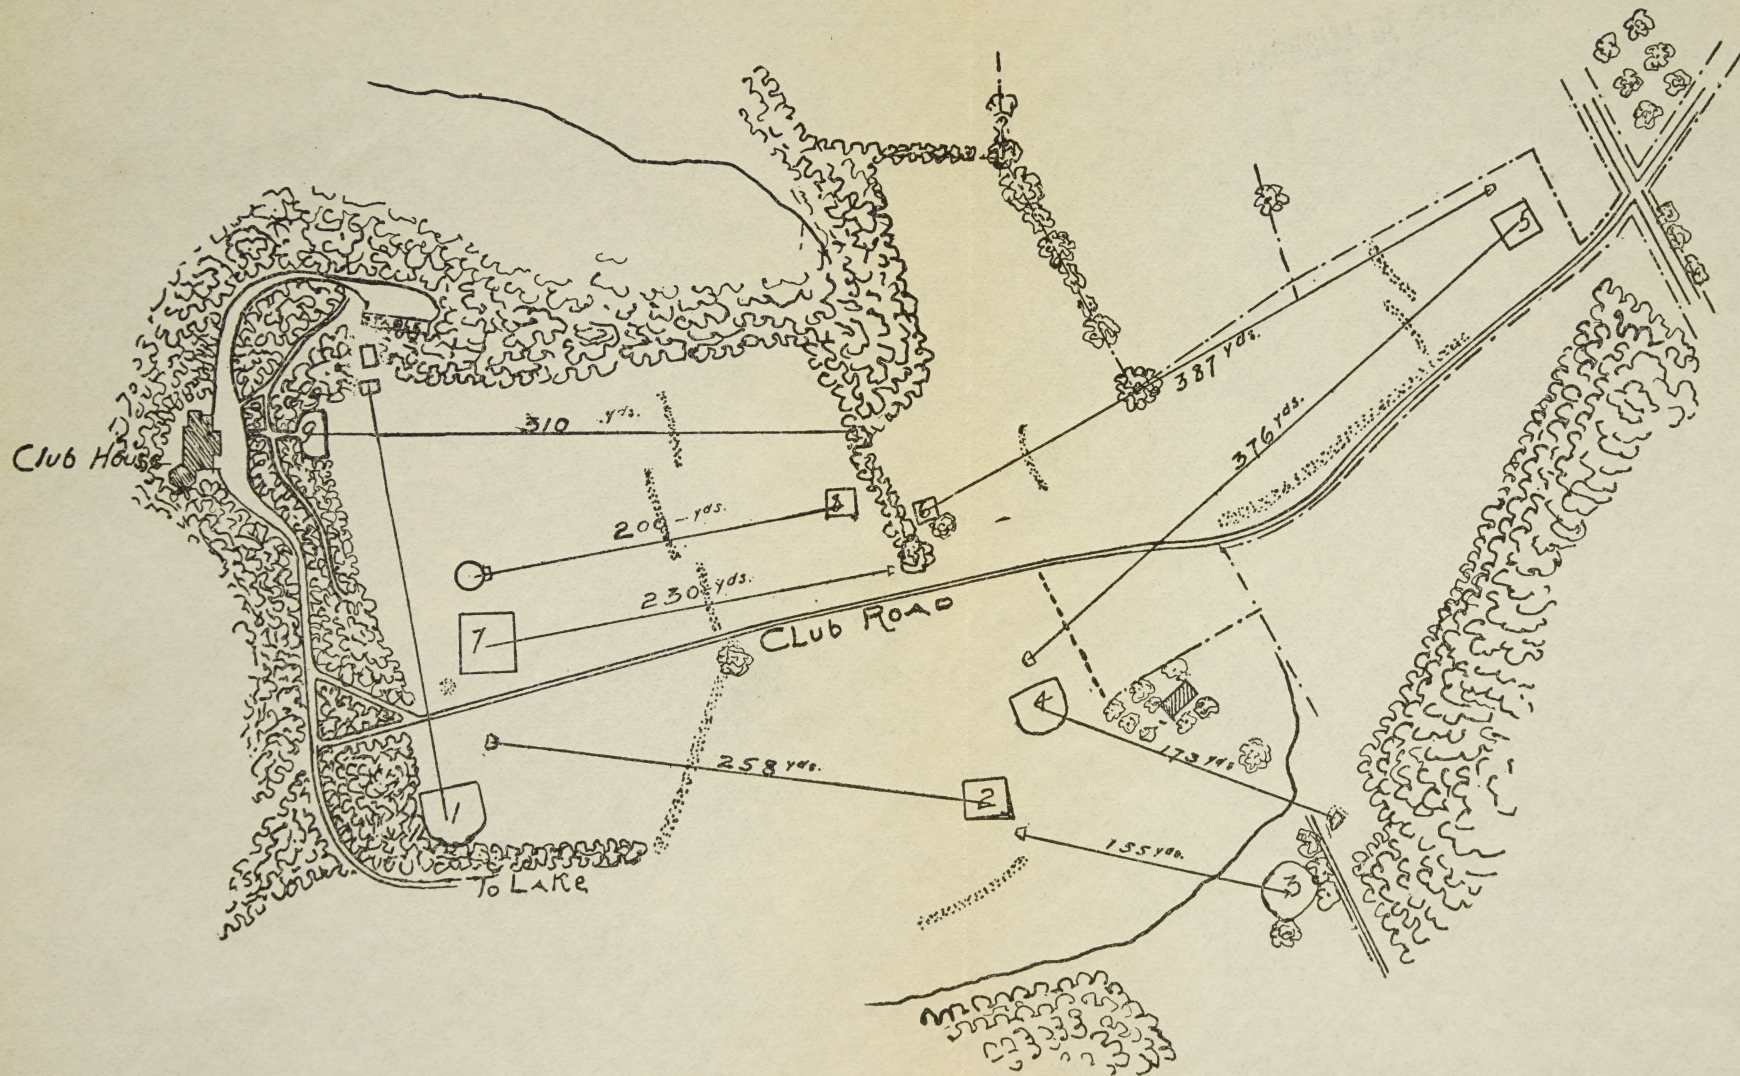 5
387 yds.
STABLE
376 yds.
9
310 yds.
Club House
8
6
200 - yds.
230 yds.
7
CLub ROAD
4
173 yds
258 yds.
2
1
155 yds.
3
To LAKe